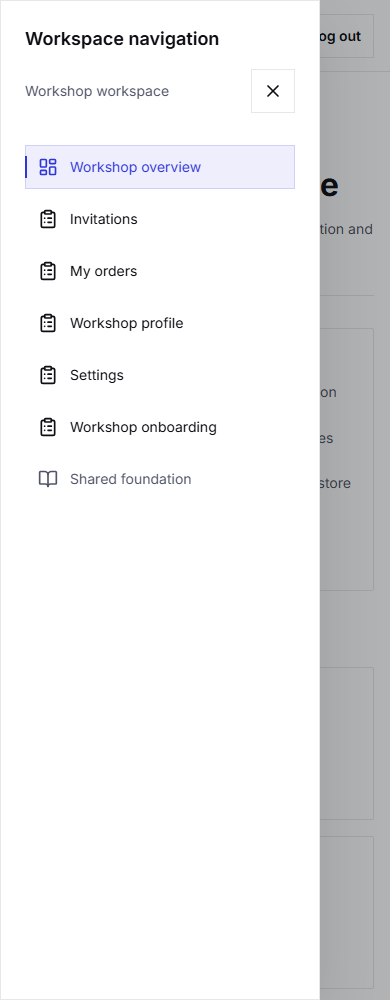 Workspace navigation
Workshop workspace
Workshop overview
Invitations
My orders
Workshop profile
Settings
Workshop onboarding
Shared foundation
og out
e
tion and
on
es
store